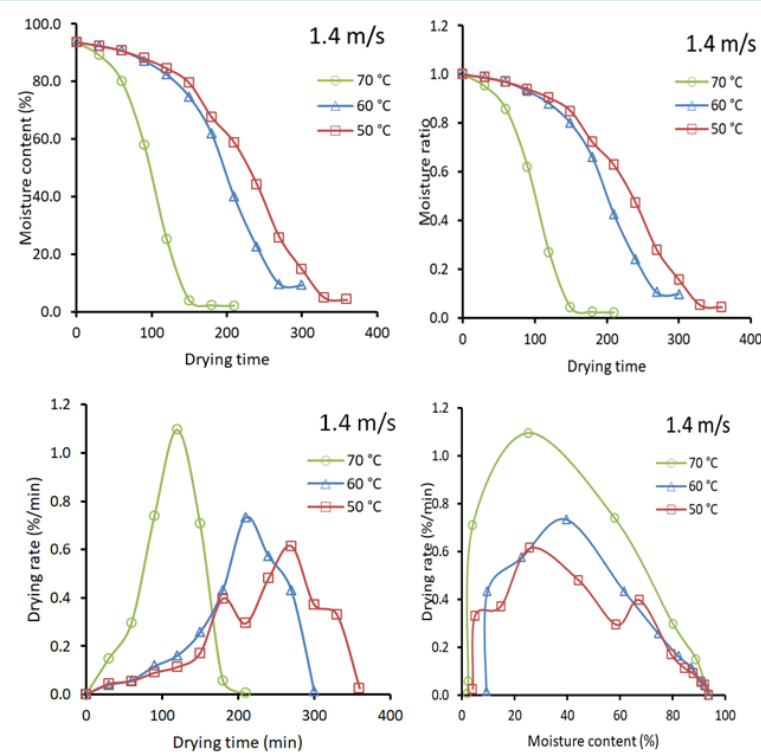 1.4 m/s
Moisture content (%)
100.0
80.0
60.0
40.0
20.0
0.0
70 °C
60 °C
50 °C
0
100
200
300
400
Drying time
1.4 m/s
Moisture ratio
1.2
1.0
0.8
0.6
0.4
0.2
0.0
70 °C
60 °C
50 °C
0
100
200
300
400
Drying time
1.4 m/s
Drying rate (%/min)
1.2
1.0
0.8
0.6
0.4
0.2
0.0
70 °C
60 °C
50 °C
0
100
200
300
400
Drying time (min)
1.4 m/s
Drying rate (%/min)
1.2
1.0
0.8
0.6
0.4
0.2
0.0
70 °C
60 °C
50 °C
0
20
40
60
80
100
Moisture content (%)